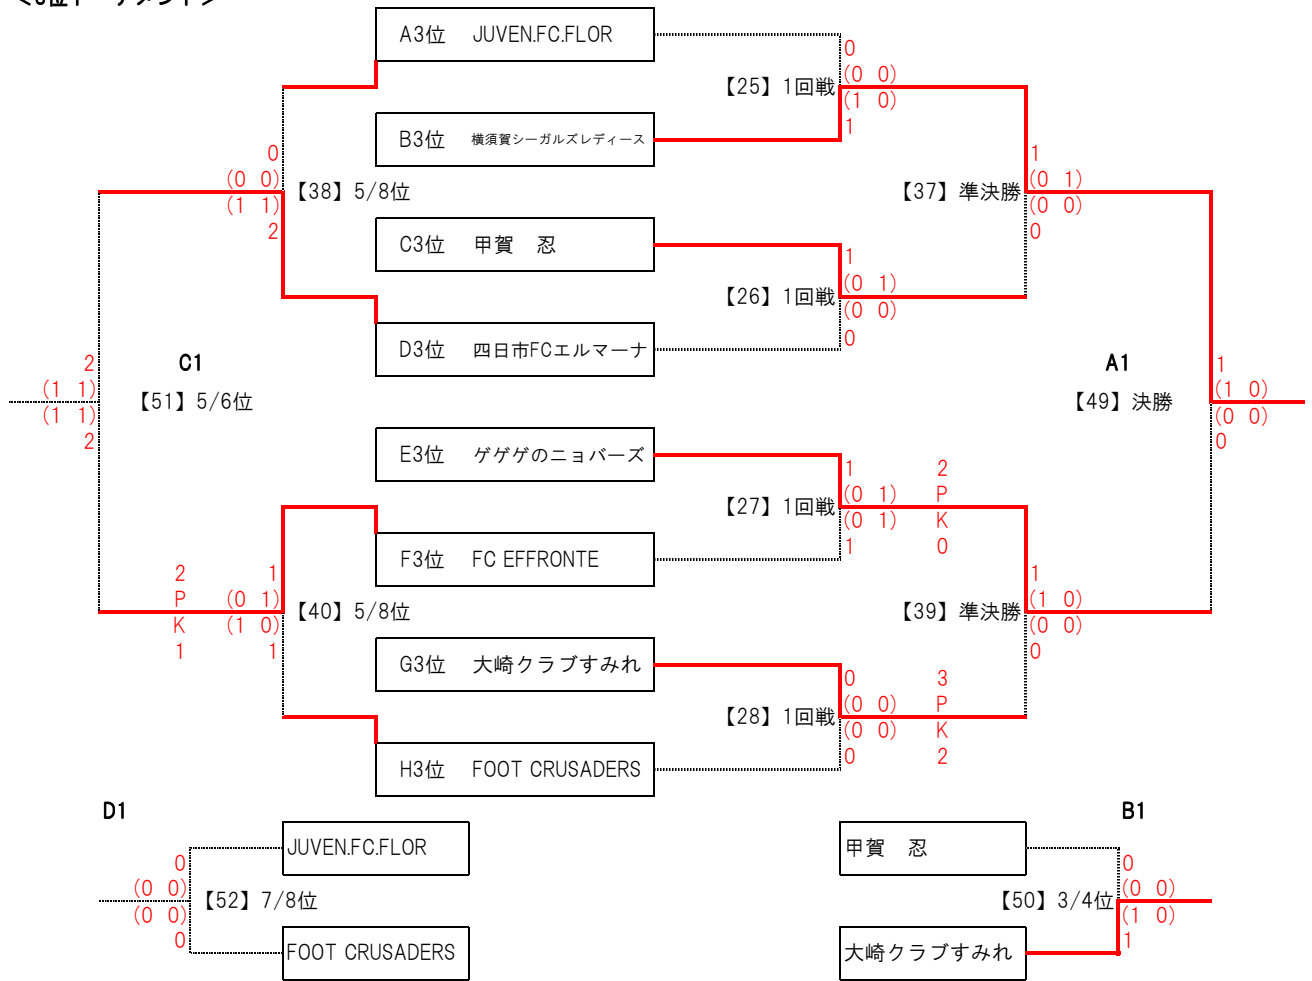 A3位 JUVEN.FC.FLOR
0
(0 0)
【25】1回戦
(1 0)
1
B3位 横須賀シーガルズレディース
0
(0 0)
【38】5/8位
(1 1)
2
1
(0 1)
【37】準決勝
(0 0)
0
C3位 甲賀 忍
1
(0 1)
【26】1回戦
(0 0)
0
D3位 四日市FCエルマーナ
2
C1
(1 1)
【51】5/6位
(1 1)
2
A1
1
(1 0)
【49】決勝
(0 0)
0
E3位 ゲゲゲのニョバーズ
1
(0 1)
【27】1回戦
(0 1)
1
2
P
K
0
F3位 FC EFFRONTE
2
P
K
1
1
(0 1)
【40】5/8位
(1 0)
1
1
(1 0)
【39】準決勝
(0 0)
0
G3位 大崎クラブすみれ
0
(0 0)
【28】1回戦
(0 0)
0
3
P
K
2
H3位 FOOT CRUSADERS
D1
JUVEN.FC.FLOR
0
(0 0)
【52】7/8位
(0 0)
0
FOOT CRUSADERS
B1
甲賀 忍
0
(0 0)
【50】3/4位
(1 0)
1
大崎クラブすみれ